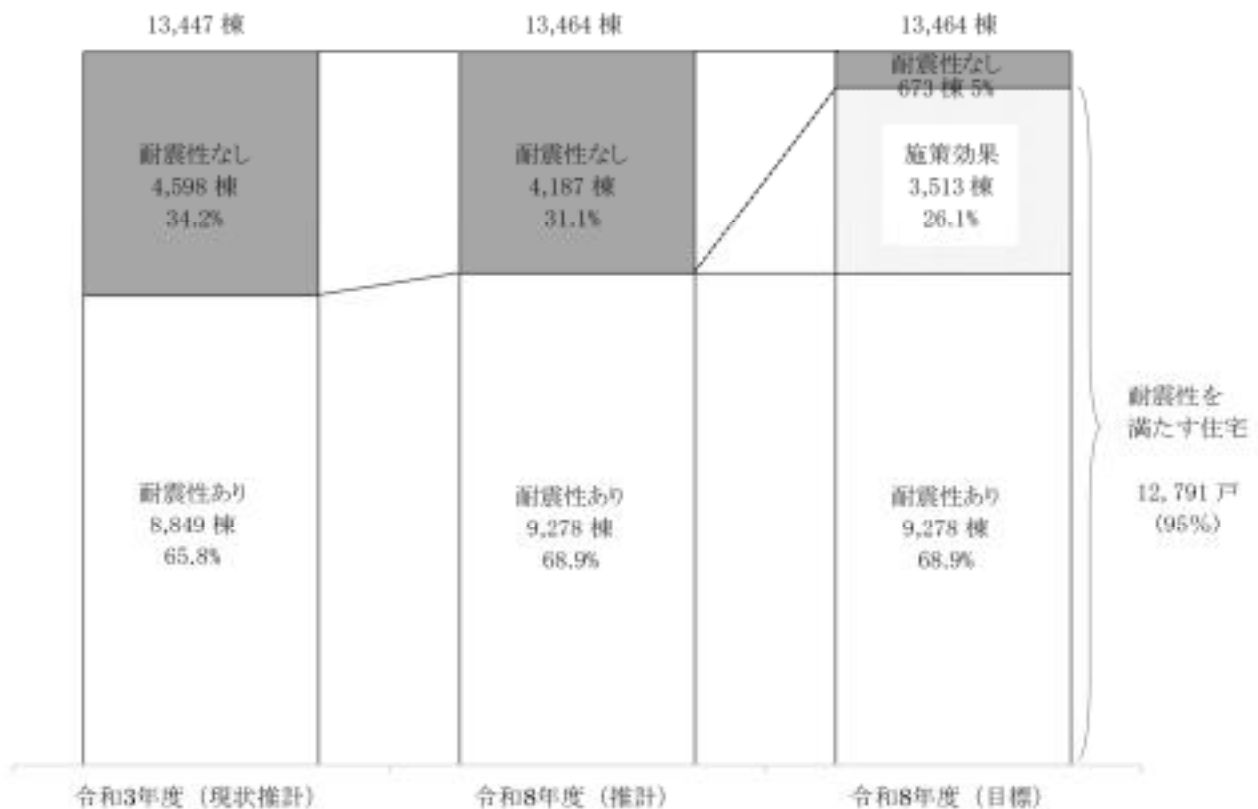 13,447 棟
耐震性なし
4,598 棟
34.2%
耐震性あり
8,849 棟
65.8%
令和3年度（現状推計）
13,464 棟
耐震性なし
4,187 棟
31.1%
耐震性あり
9,278 棟
68.9%
令和8年度（推計）
13,464 棟
耐震性なし
673 棟 5%
施策効果
3,513 棟
26.1%
耐震性あり
9,278 棟
68.9%
令和8年度（目標）
耐震性を
満たす住宅
12,791 戸
(95%)